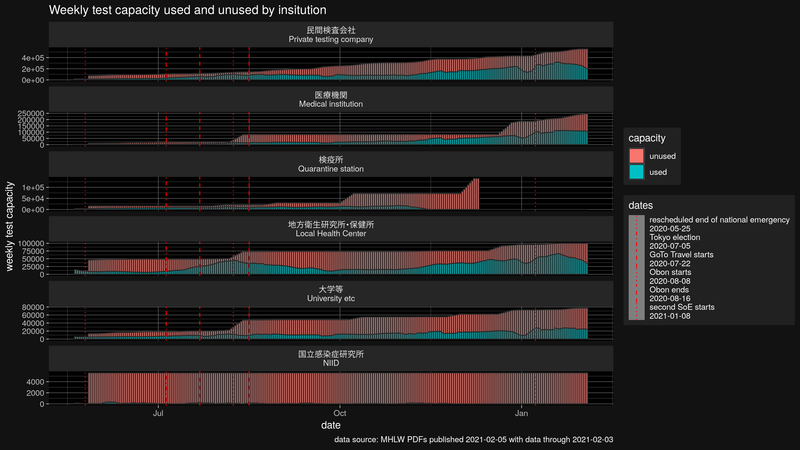 Weekly test capacity used and unused by insitution
民間検査会社
Private testing company
4e+05
2e+05
0e+00
医療機関
Medical institution
250000
200000
150000
100000
50000
0
検疫所
Quarantine station
1e+05
5e+04
0e+00
地方衛生研究所・保健所
Local Health Center
100000
75000
50000
25000
0
大学等
University etc
80000
60000
40000
20000
0
国立感染症研究所
NIID
4000
2000
0
Jul
Oct
Jan
date
weekly test capacity
data source: MHLW PDFs published 2021-02-05 with data through 2021-02-03
capacity
unused
used
dates
rescheduled end of national emergency
2020-05-25
Tokyo election
2020-07-05
GoTo Travel starts
2020-07-22
Obon starts
2020-08-08
Obon ends
2020-08-16
second SoE starts
2021-01-08